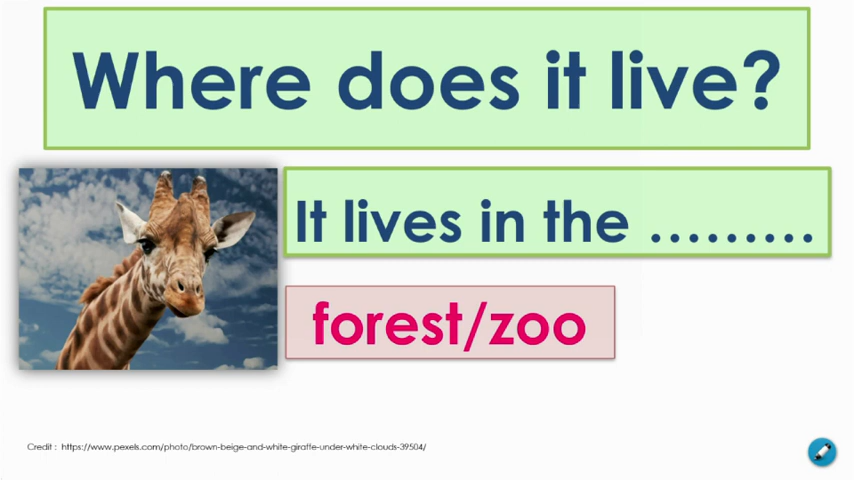 Where does it live?
It lives in the .........
forest/zoo
Credit : https://www.pexels.com/photo/brown-beige-and-white-giraffe-under-white-clouds-39504/